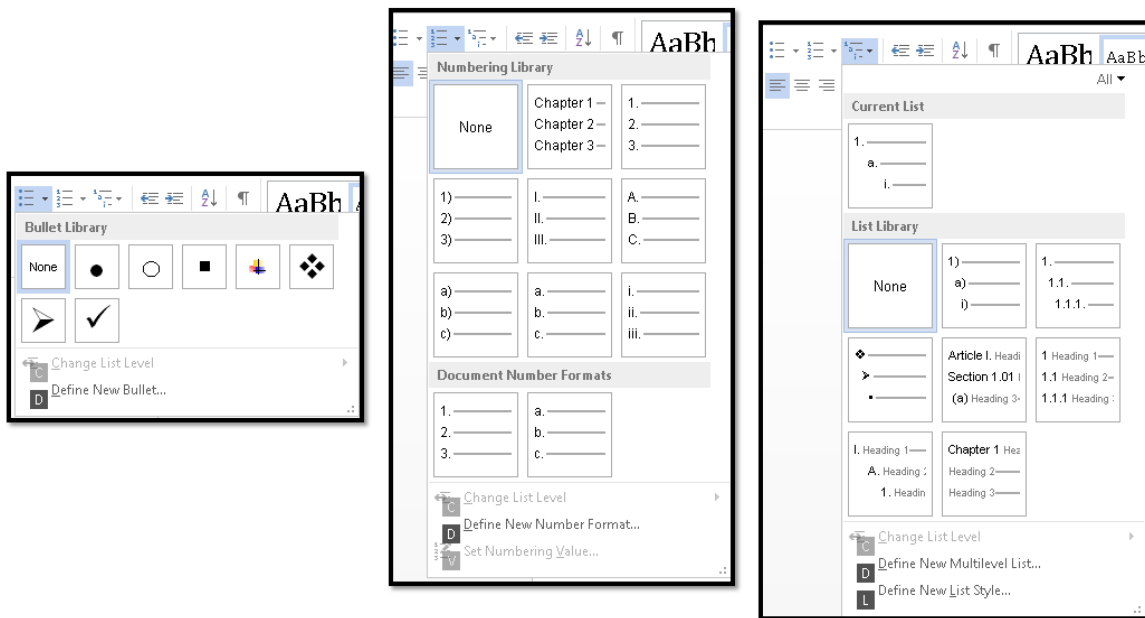 AaBb
Bullet Library
None
C Change List Level
D Define New Bullet...
AaBb
Numbering Library
None
Chapter 1
Chapter 2
Chapter 3
1.
2.
3.
1)
2)
3)
I.
II.
III.
A.
B.
C.
a)
b)
c)
a.
b.
c.
i.
ii.
iii.
Document Number Formats
1.
2.
3.
a.
b.
c.
C Change List Level
D Define New Number Format...
V Set Numbering Value...
AaBb AaBb
All
Current List
1.
a.
i.
List Library
None
1)
a)
i)
1.
1.1.
1.1.1.
Article I. Headi
Section 1.01
(a) Heading 3
1 Heading 1
1.1 Heading 2
1.1.1 Heading
I. Heading 1
A. Heading 2
1. Headin
Chapter 1 Hea
Heading 2
Heading 3
C Change List Level
D Define New Multilevel List...
L Define New List Style...